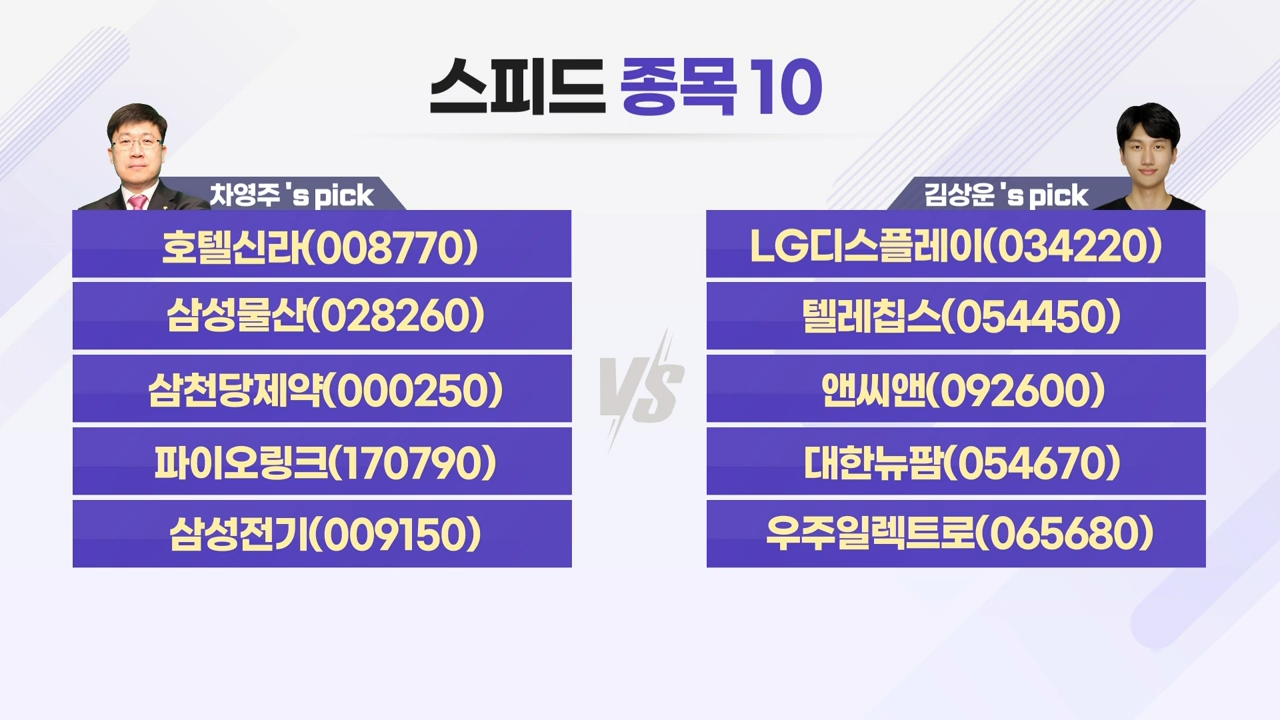 스피드 종목 10
차영주 's pick
호텔신라(008770)
삼성물산(028260)
삼천당제약(000250)
파이오링크(170790)
삼성전기(009150)
VS
김상운 's pick
LG디스플레이(034220)
텔레칩스(054450)
앤씨앤(092600)
대한뉴팜(054670)
우주일렉트로(065680)